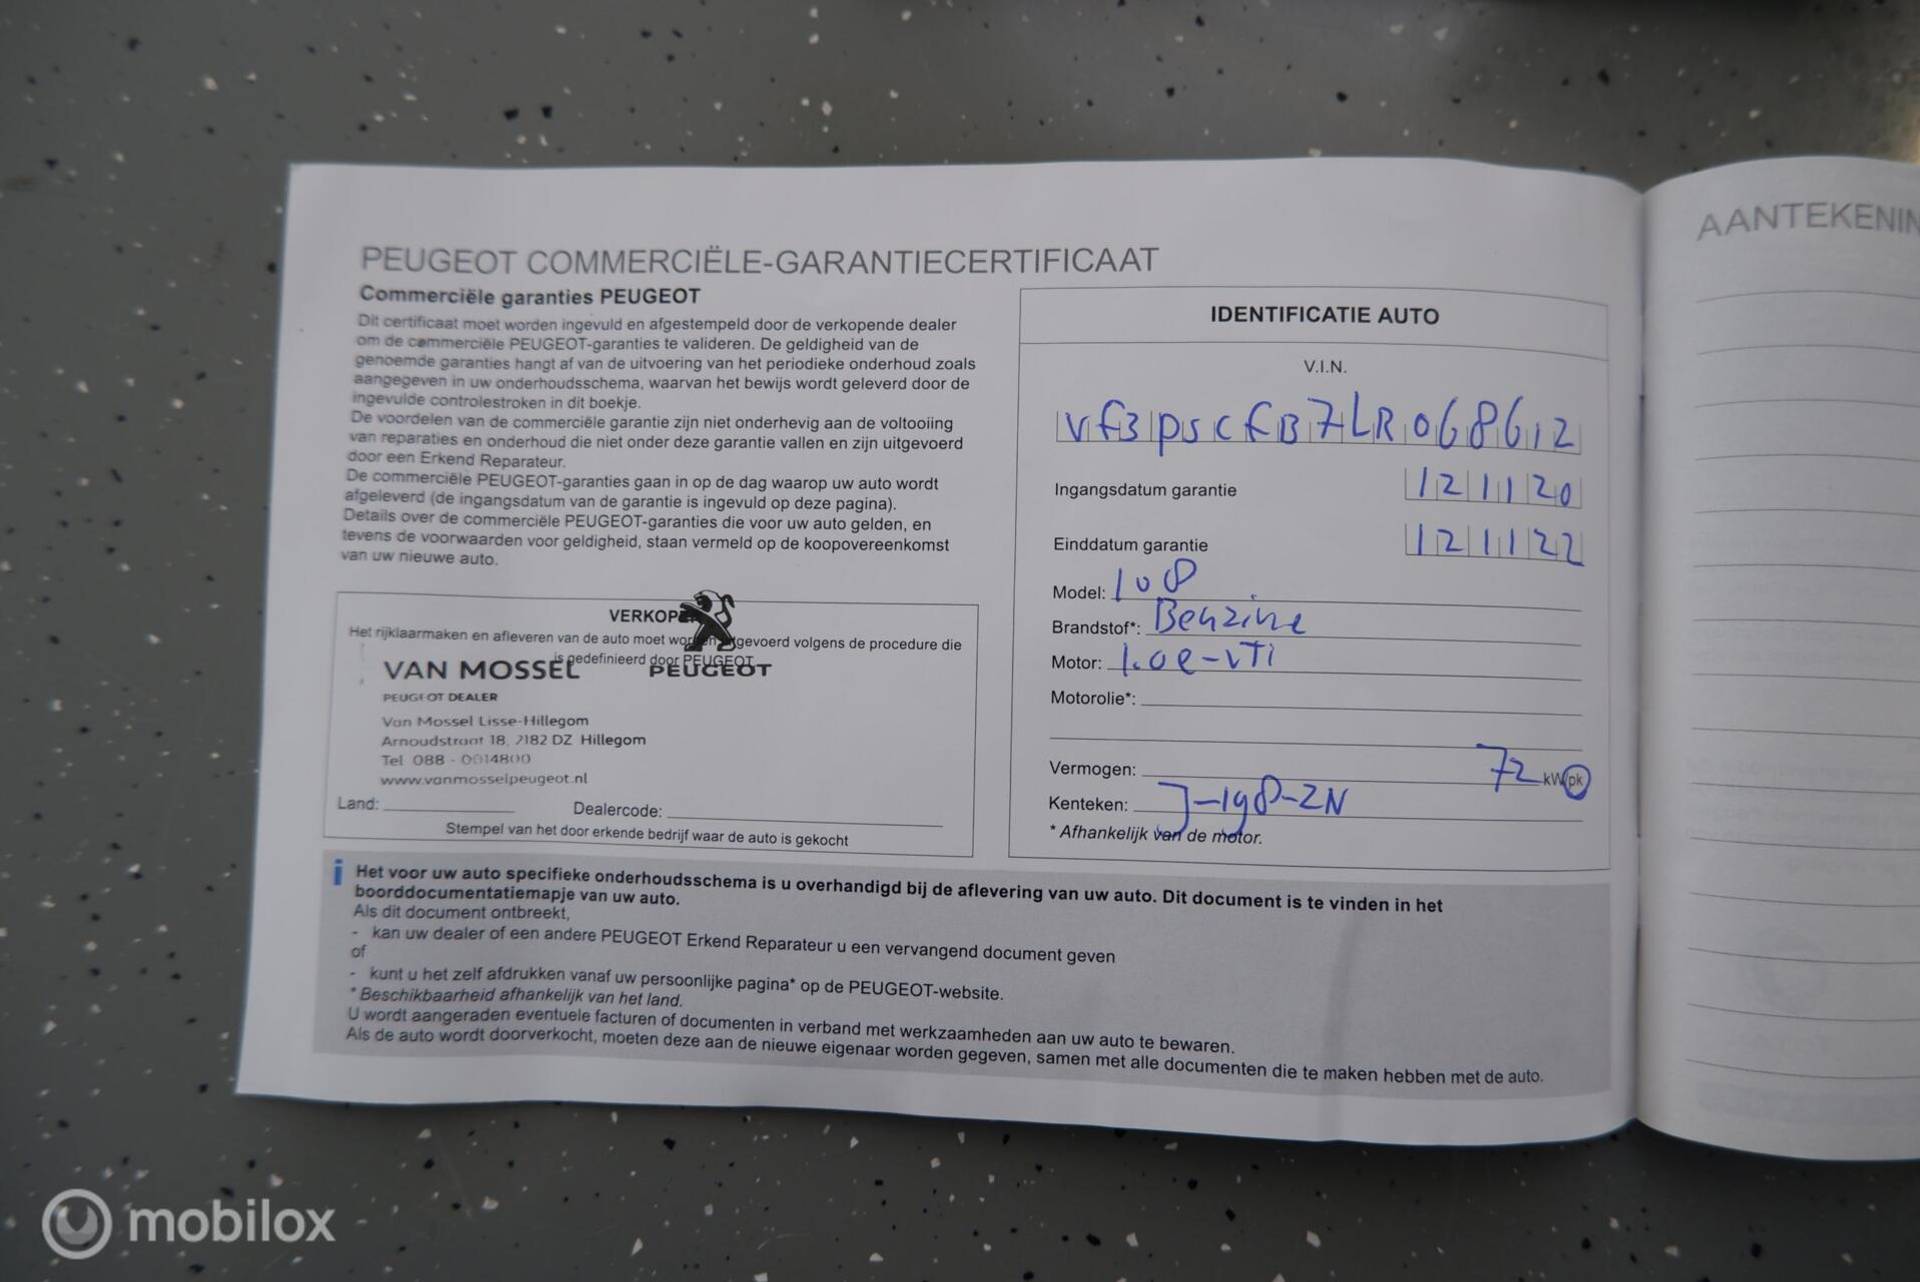 PEUGEOT COMMERCIËLE-GARANTIECERTIFICAAT
Commerciële garanties PEUGEOT
Dit certificaat moet worden ingevuld en afgestempeld door de verkopende dealer
om de commerciële PEUGEOT-garanties te valideren. De geldigheid van de
genoemde garanties hangt af van de uitvoering van het periodieke onderhoud zoals
aangegeven in uw onderhoudsschema, waarvan het bewijs wordt geleverd door de
ingevulde controlestroken in dit boekje.
De voordelen van de commerciële garantie zijn niet onderhevig aan de voltooiing
van reparaties en onderhoud die niet onder deze garantie vallen en zijn uitgevoerd
door een Erkend Reparateur.
De commerciële PEUGEOT-garanties gaan in op de dag waarop uw auto wordt
afgeleverd (de ingangsdatum van de garantie is ingevuld op deze pagina).
Details over de commerciële PEUGEOT-garanties die voor uw auto gelden, en
tevens de voorwaarden voor geldigheid, staan vermeld op de koopovereenkomst
van uw nieuwe auto.
VERKOP
Het rijklaarmaken en afleveren van de auto moet worden uitgevoerd volgens de procedure die
is gedefinieerd door PEUGEOT.
VAN MOSSEL PEUGEOT
PEUGEOT DEALER
Van Mossel Lisse-Hillegom
Arnoudstraat 18, 2182 DZ Hillegom
Tel 088 - 0014800
www.vanmosselpeugeot.nl
Land:
Dealercode:
Stempel van het door erkende bedrijf waar de auto is gekocht
IDENTIFICATIE AUTO
V.I.N.
VF3PSCFB7LR068612
Ingangsdatum garantie 121120
Einddatum garantie 121122
Model: 108
Brandstof*: Benzine
Motor: 1.0e-VTi
Motorolie*:
Vermogen: 72 kW/pk
Kenteken: J-198-ZN
* Afhankelijk van de motor.
i Het voor uw auto specifieke onderhoudsschema is u overhandigd bij de aflevering van uw auto. Dit document is te vinden in het
boorddocumentatiemapje van uw auto.
Als dit document ontbreekt,
- kan uw dealer of een andere PEUGEOT Erkend Reparateur u een vervangend document geven
of
- kunt u het zelf afdrukken vanaf uw persoonlijke pagina* op de PEUGEOT-website.
* Beschikbaarheid afhankelijk van het land.
U wordt aangeraden eventuele facturen of documenten in verband met werkzaamheden aan uw auto te bewaren.
Als de auto wordt doorverkocht, moeten deze aan de nieuwe eigenaar worden gegeven, samen met alle documenten die te maken hebben met de auto.
AANTEKENIN
mobilox